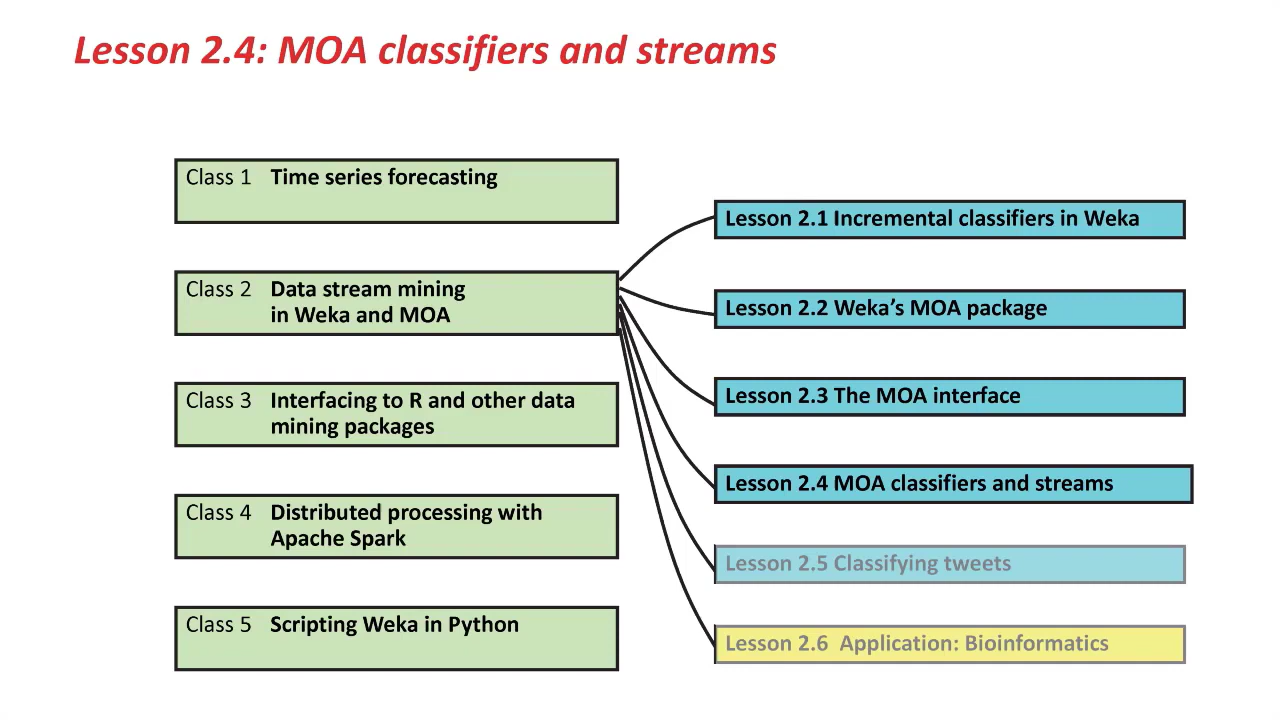 Lesson 2.4: MOA classifiers and streams
Class 1 Time series forecasting
Class 2 Data stream mining
in Weka and MOA
Class 3 Interfacing to R and other data
mining packages
Class 4 Distributed processing with
Apache Spark
Class 5 Scripting Weka in Python
Lesson 2.1 Incremental classifiers in Weka
Lesson 2.2 Weka’s MOA package
Lesson 2.3 The MOA interface
Lesson 2.4 MOA classifiers and streams
Lesson 2.5 Classifying tweets
Lesson 2.6 Application: Bioinformatics